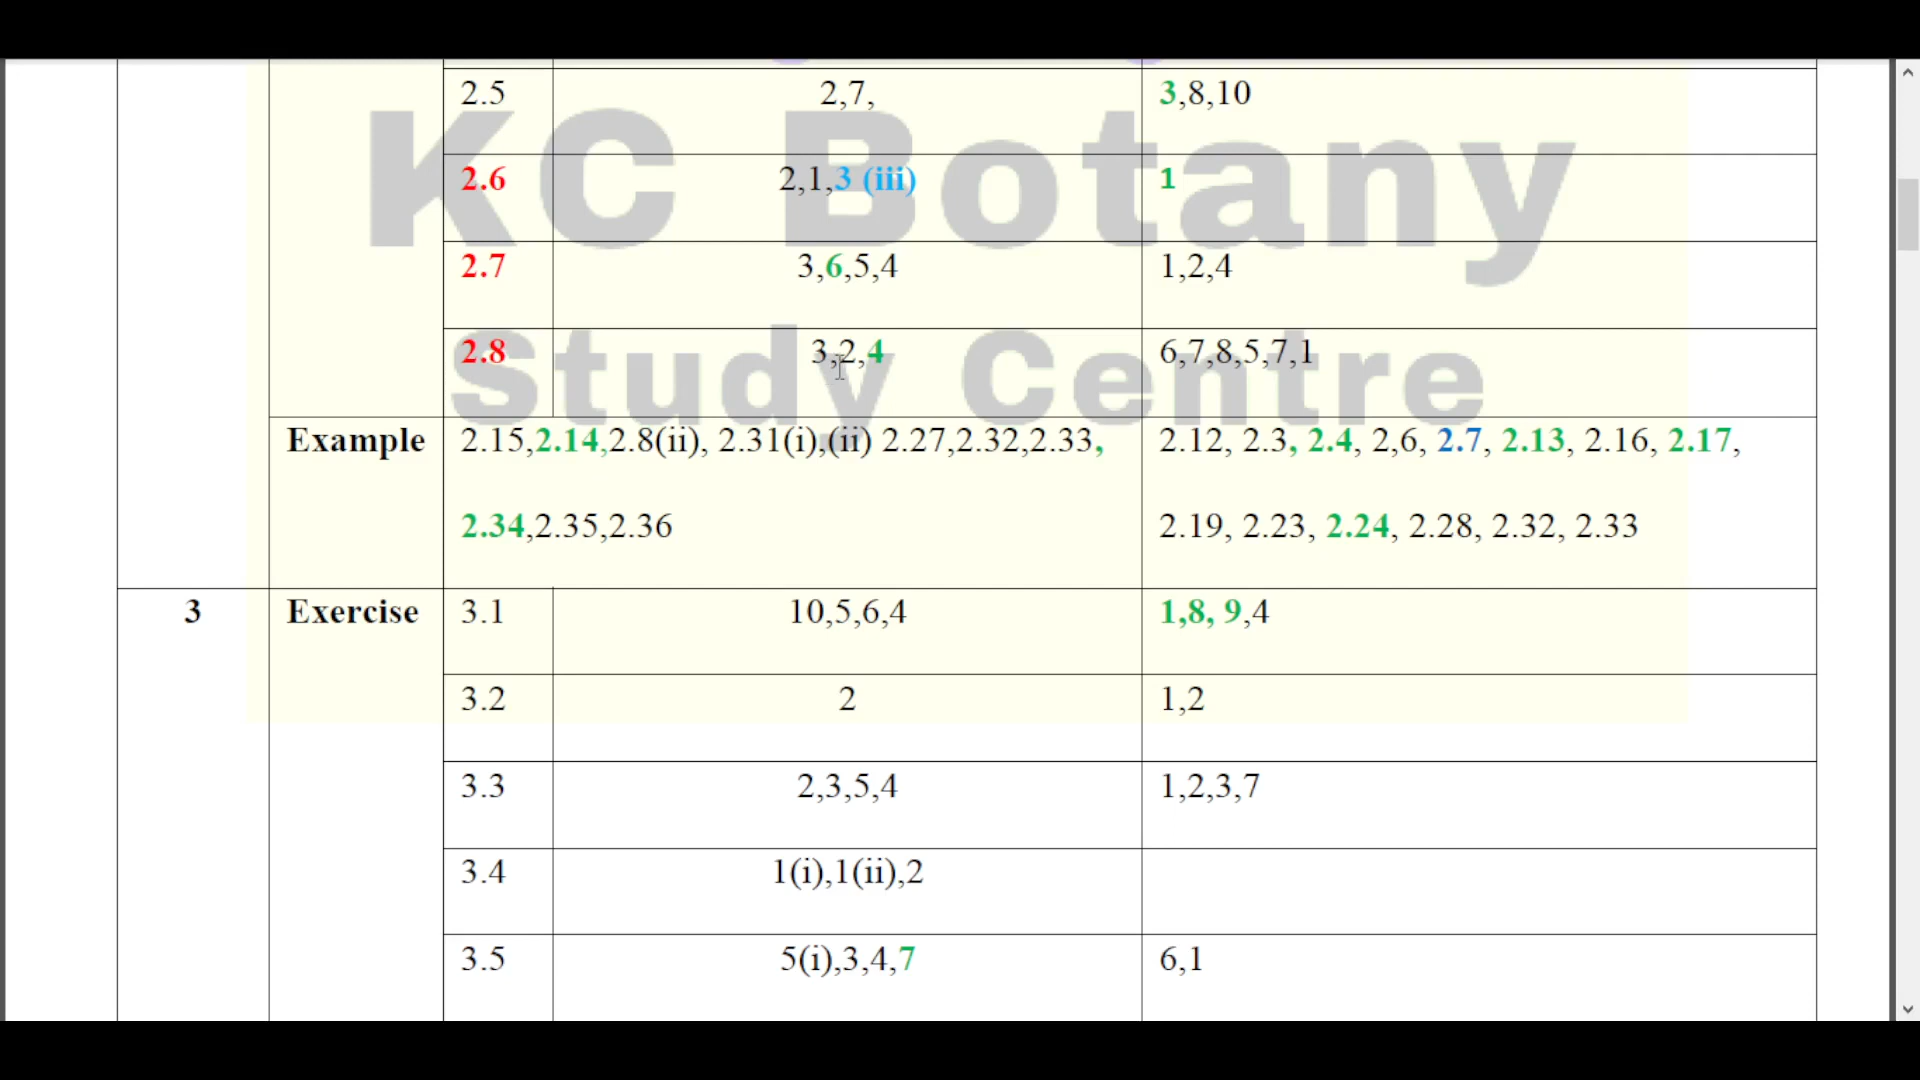 2.5 2,7, 3,8,10
2.6 2,1,3 (iii) 1
2.7 3,6,5,4 1,2,4
2.8 3,2,4 6,7,8,5,7,1
Example 2.15,2.14,2.8(ii), 2.31(i),(ii) 2.27,2.32,2.33, 2.12, 2.3, 2.4, 2,6, 2.7, 2.13, 2.16, 2.17,
2.34,2.35,2.36 2.19, 2.23, 2.24, 2.28, 2.32, 2.33
3 Exercise 3.1 10,5,6,4 1,8, 9,4
3.2 2 1,2
3.3 2,3,5,4 1,2,3,7
3.4 1(i),1(ii),2
3.5 5(i),3,4,7 6,1
KC Botany
Study Centre